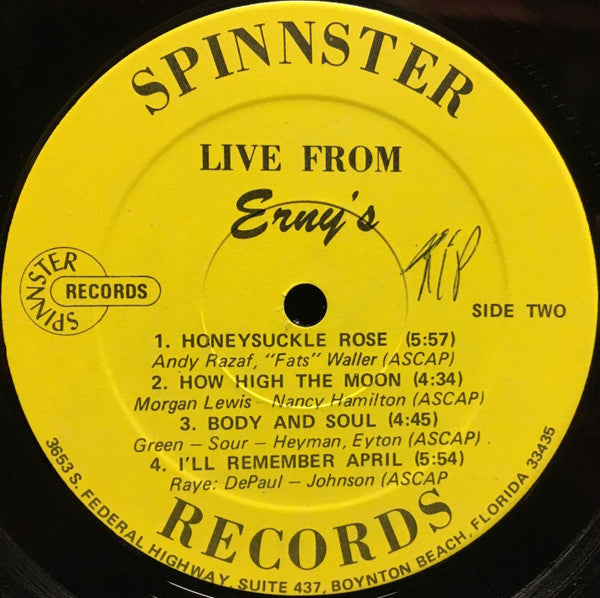 SPINNSTER
LIVE FROM
Erny's
Kip
SPINNSTER
RECORDS
SIDE TWO
1. HONEYSUCKLE ROSE (5:57)
Andy Razaf, "Fats" Waller (ASCAP)
2. HOW HIGH THE MOON (4:34)
Morgan Lewis - Nancy Hamilton (ASCAP)
3. BODY AND SOUL (4:45)
Green – Sour – Heyman, Eyton (ASCAP)
4. I'LL REMEMBER APRIL (5:54)
Raye: DePaul – Johnson (ASCAP
RECORDS
3653 S. FEDERAL HIGHWAY, SUITE 437, BOYNTON BEACH, FLORIDA 33435